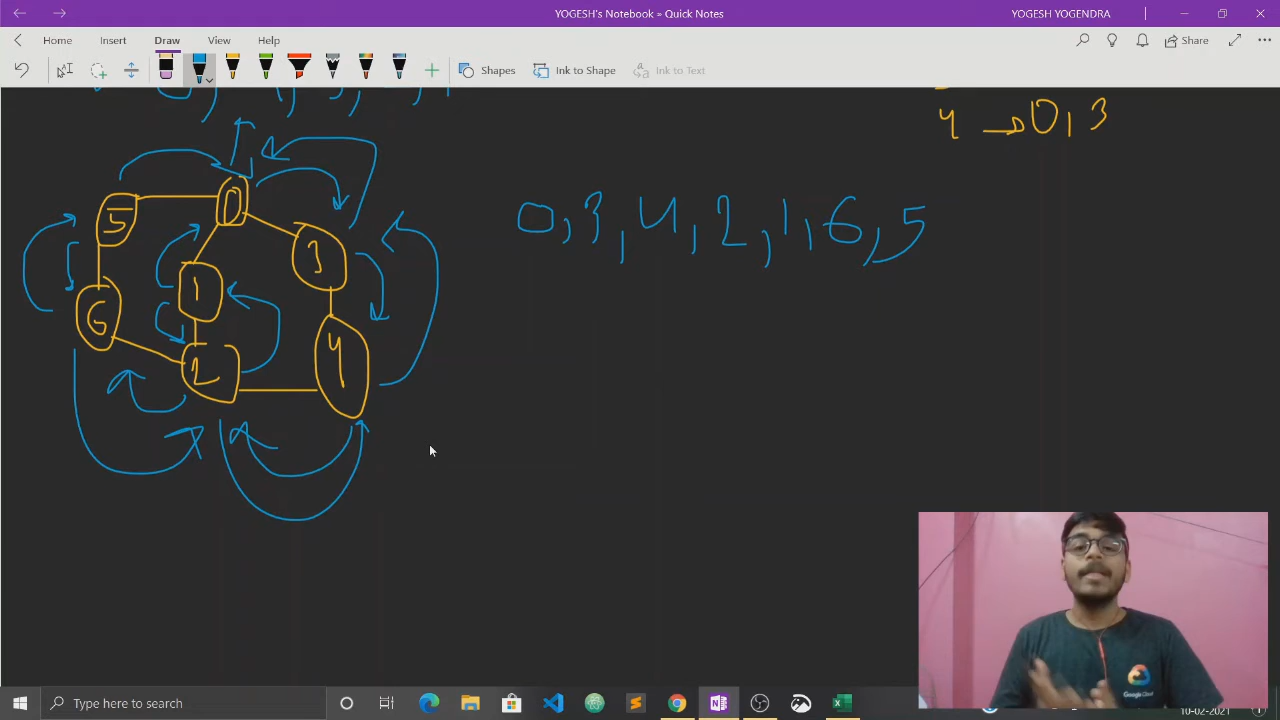 YOGESH's Notebook » Quick Notes
YOGESH YOGENDRA
Home Insert Draw View Help
Share
Shapes
Ink to Shape
Ink to Text
4 → 0, 3
0, 3, 4, 2, 1, 6, 5
5 0
3
1
6
4
2
Google Cloud
Type here to search
10-02-2021